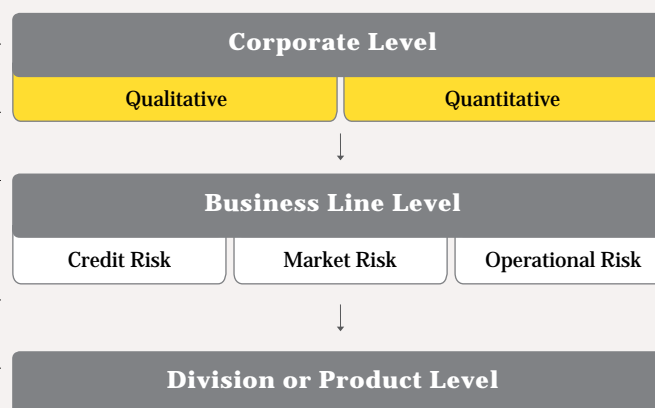 Corporate Level
Qualitative Quantitative
Business Line Level
Credit Risk Market Risk Operational Risk
Division or Product Level